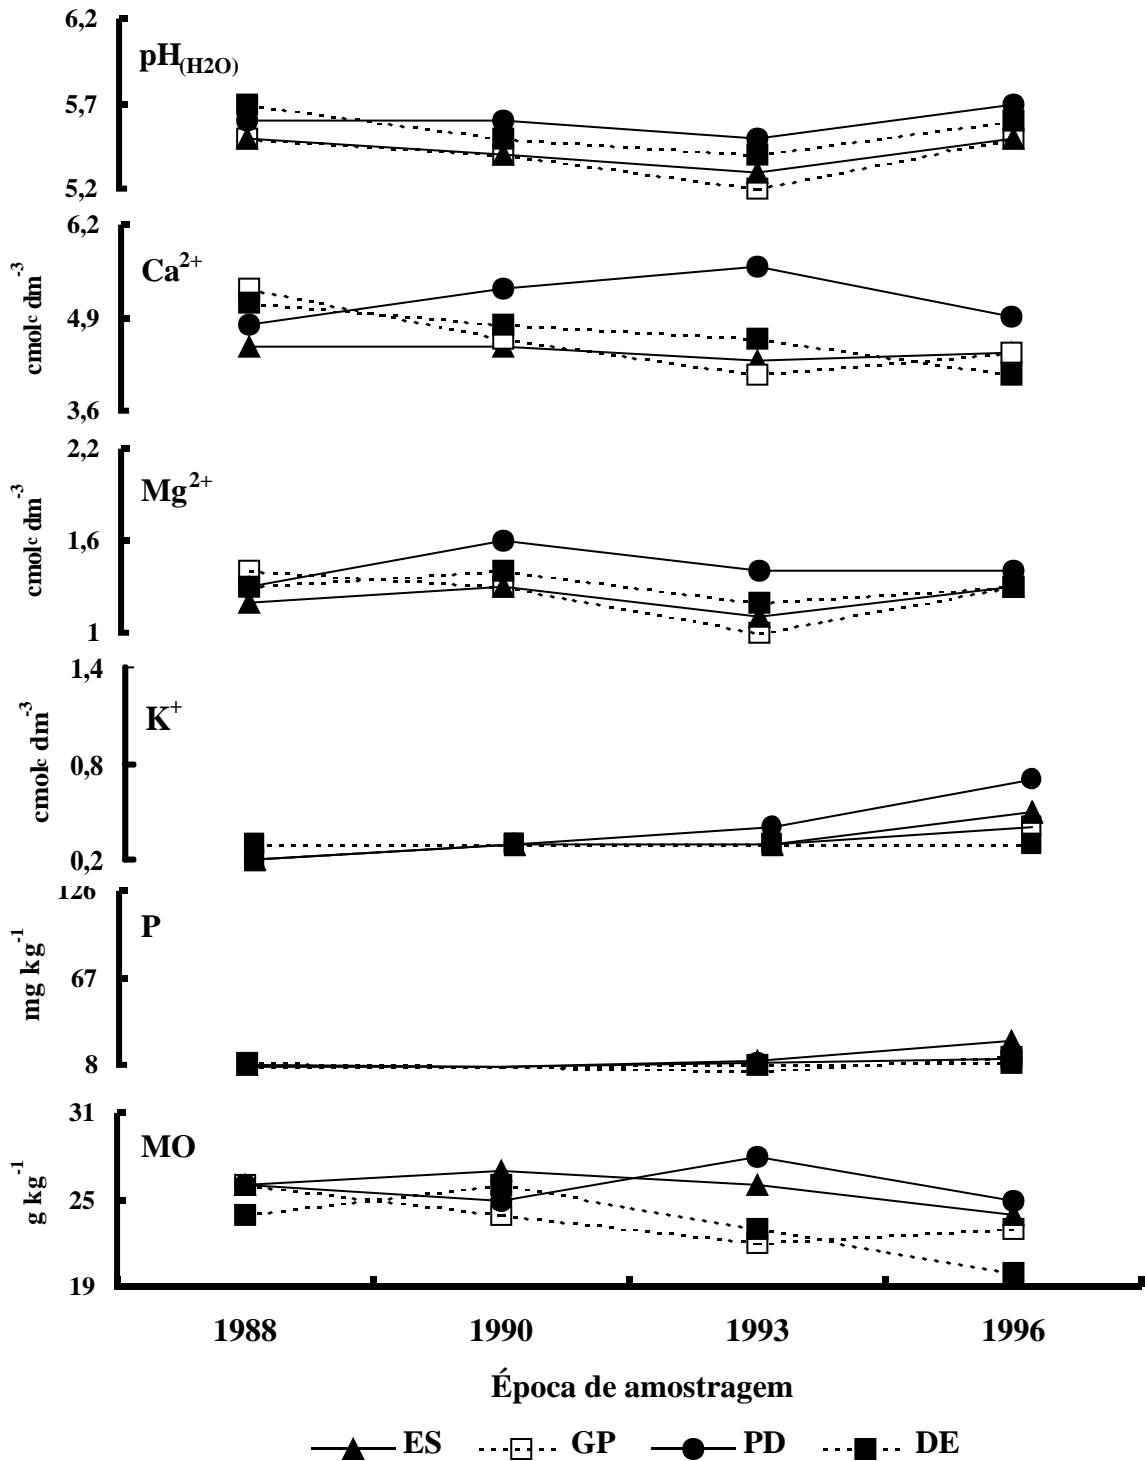 6,2
pH(H2O)
5,7
5,2
6,2
Ca2+
4,9
cmolc dm-3
3,6
2,2
Mg2+
1,6
cmolc dm-3
1
1,4
K+
0,8
cmolc dm-3
0,2
126
P
67
mg kg-1
8
31
MO
25
g kg-1
19
1988 1990 1993 1996
Época de amostragem
ES GP PD DE